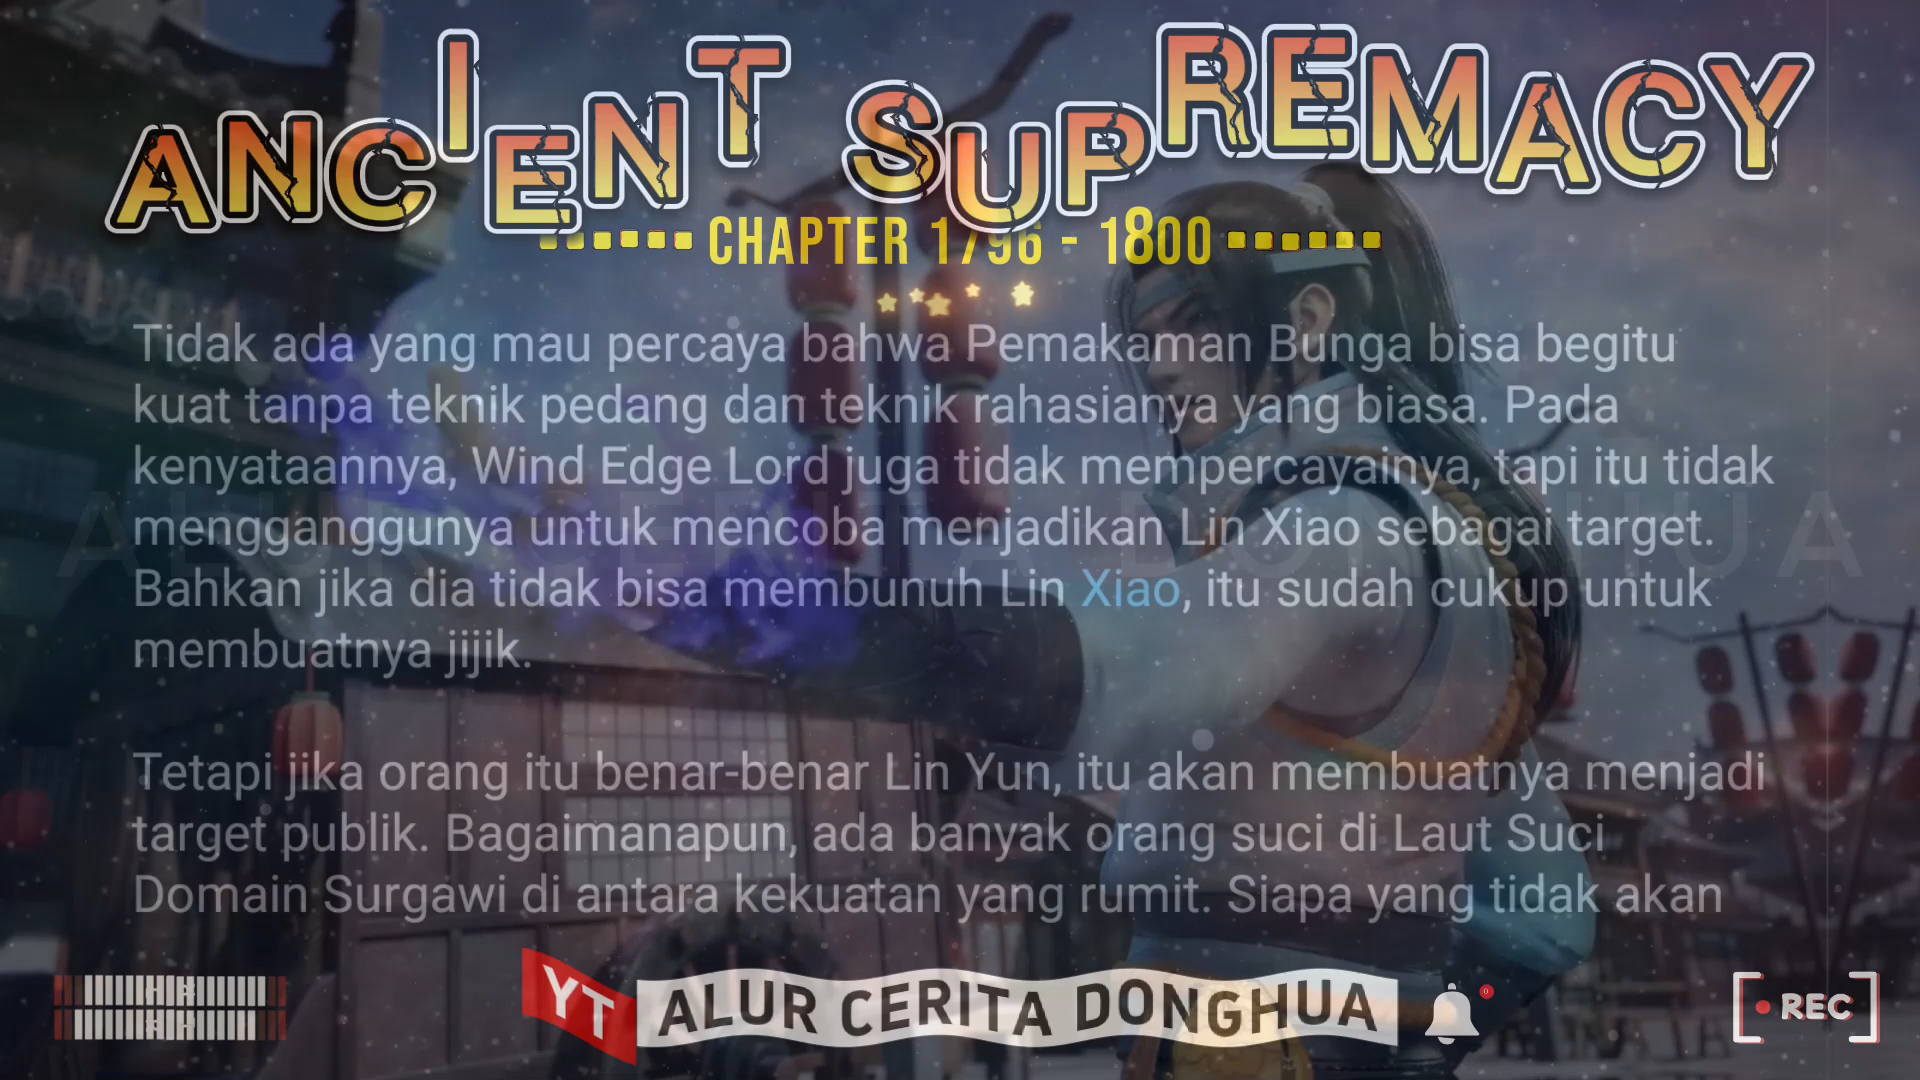 ANCIENT SUPREMACY
CHAPTER 1796 - 1800
Tidak ada yang mau percaya bahwa Pemakaman Bunga bisa begitu
kuat tanpa teknik pedang dan teknik rahasianya yang biasa. Pada
kenyataannya, Wind Edge Lord juga tidak mempercayainya, tapi itu tidak
mengganggunya untuk mencoba menjadikan Lin Xiao sebagai target.
Bahkan jika dia tidak bisa membunuh Lin Xiao, itu sudah cukup untuk
membuatnya jijik.
Tetapi jika orang itu benar-benar Lin Yun, itu akan membuatnya menjadi
target publik. Bagaimanapun, ada banyak orang suci di Laut Suci
Domain Surgawi di antara kekuatan yang rumit. Siapa yang tidak akan
ALUR CERITA DONGHUA
YT ALUR CERITA DONGHUA
REC